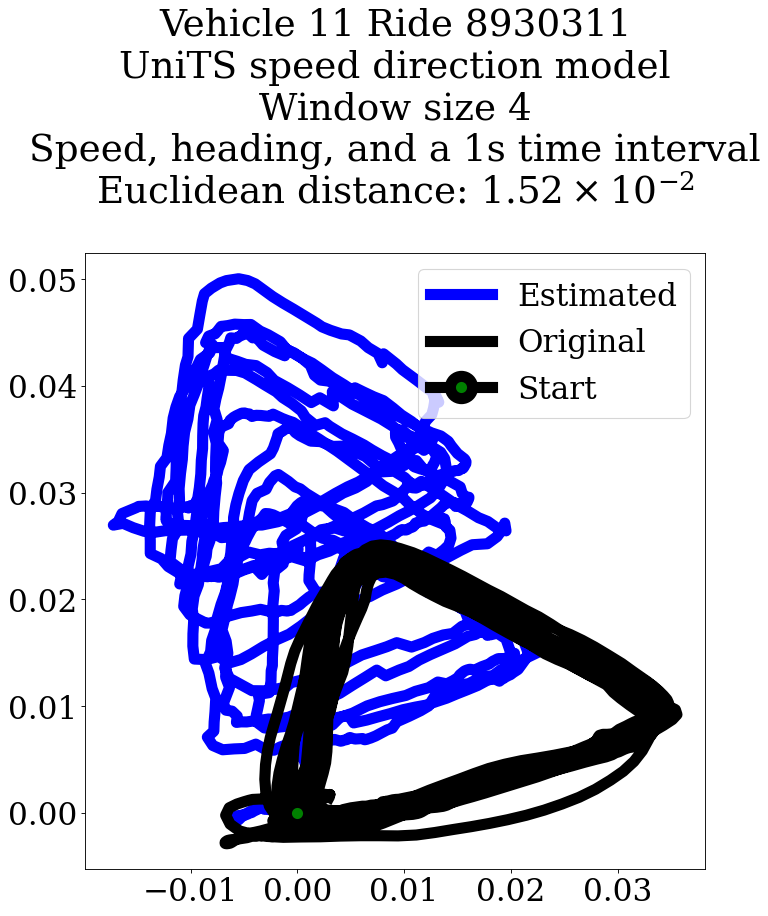 Vehicle 11 Ride 8930311
UniTS speed direction model
Window size 4
Speed, heading, and a 1s time interval
Euclidean distance: 1.52 × 10⁻²
Estimated
Original
Start
0.05
0.04
0.03
0.02
0.01
0.00
−0.01 0.00 0.01 0.02 0.03